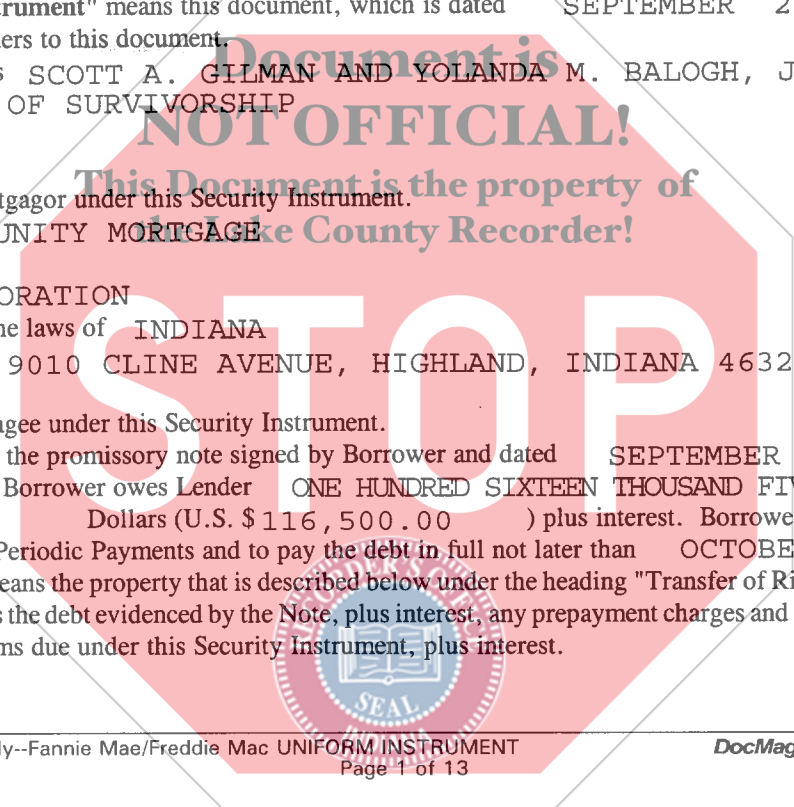 trument" means this document, which is dated SEPTEMBER 2
ers to this document.
Document is
s SCOTT A. GILMAN AND YOLANDA M. BALOGH, J
OF SURVIVORSHIP
NOT OFFICIAL!
This Document is the property of
tgagor under this Security Instrument.
UNITY MORTGAGE
the Lake County Recorder!
ORATION
ne laws of INDIANA
9010 CLINE AVENUE, HIGHLAND, INDIANA 4632
STOP
agee under this Security Instrument.
the promissory note signed by Borrower and dated SEPTEMBER
Borrower owes Lender ONE HUNDRED SIXTEEN THOUSAND FIV
Dollars (U.S. $ 116,500.00 ) plus interest. Borrowe
Periodic Payments and to pay the debt in full not later than OCTOBE
eans the property that is described below under the heading "Transfer of Ri
s the debt evidenced by the Note, plus interest, any prepayment charges and
ms due under this Security Instrument, plus interest.
RECORDER'S OFFICE
SEAL
INDIANA
ly--Fannie Mae/Freddie Mac UNIFORM INSTRUMENT DocMag
Page 1 of 13